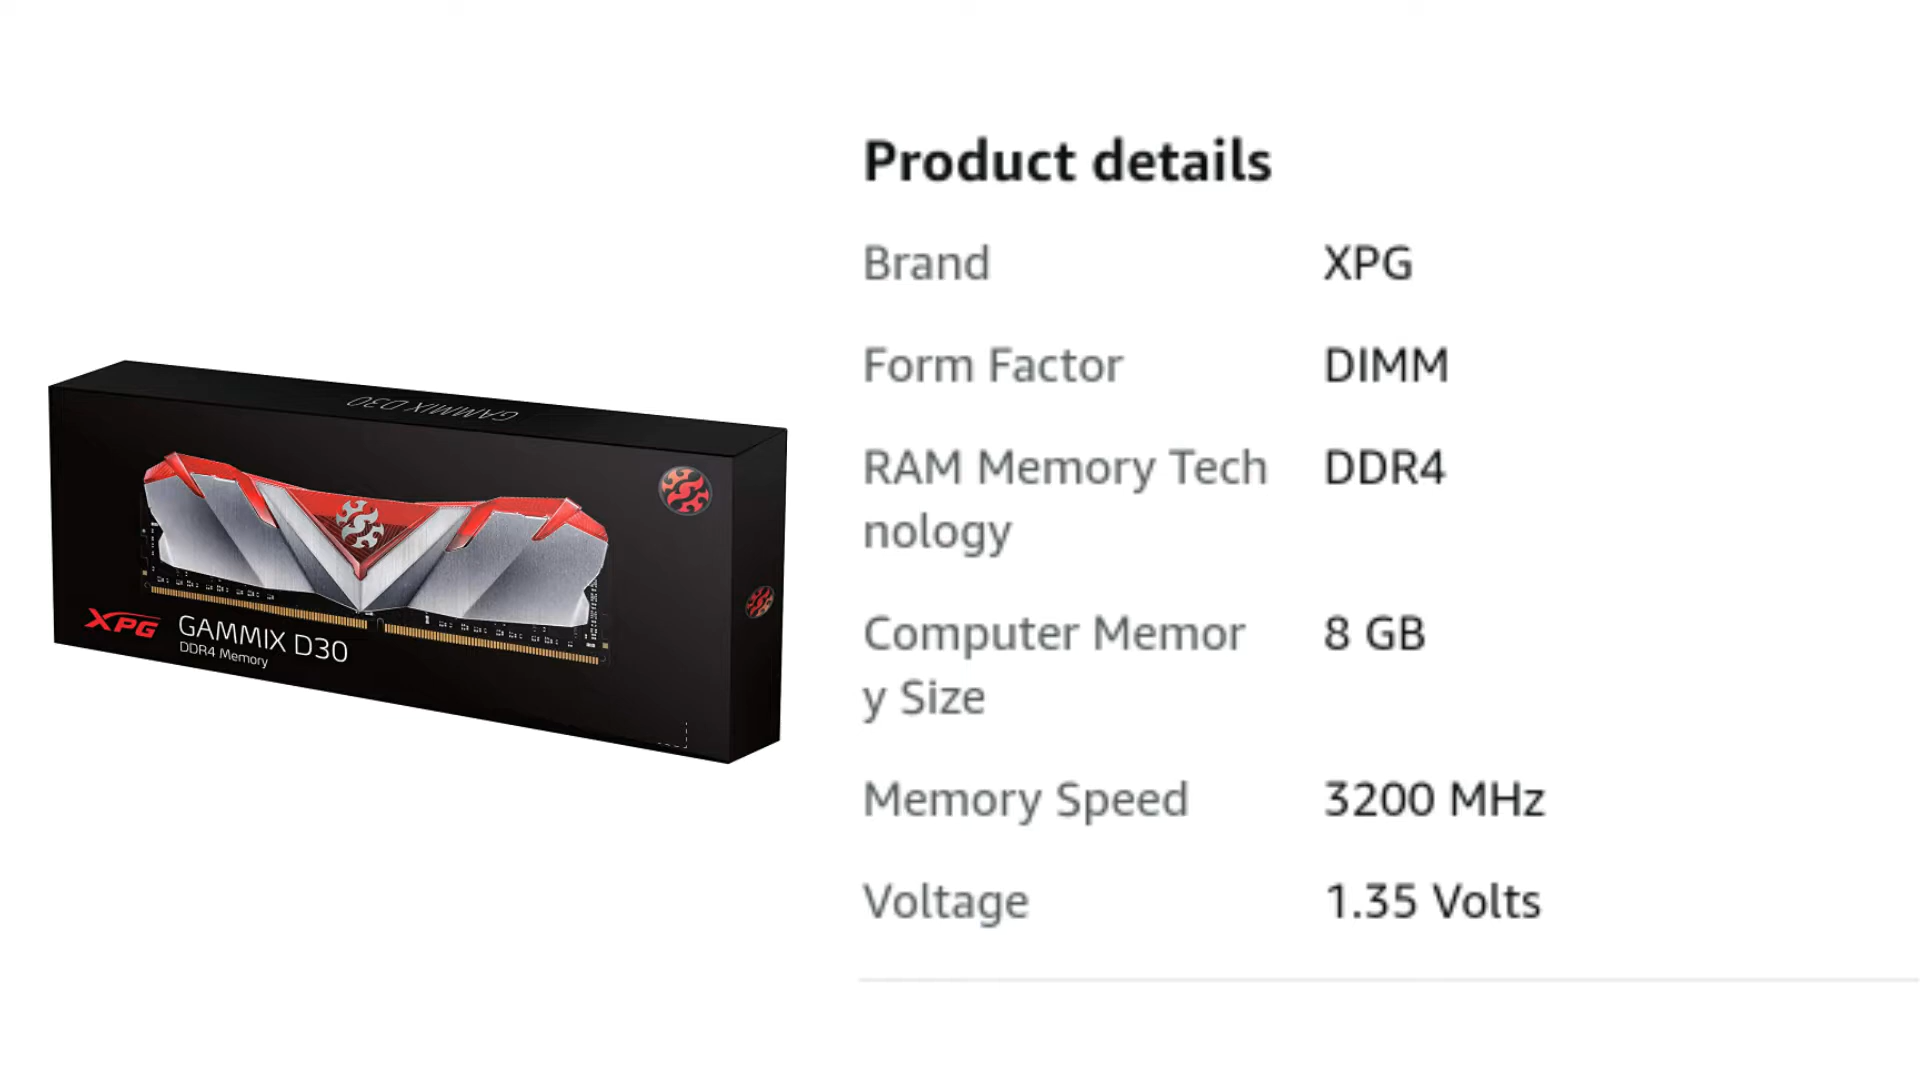 Product details
Brand XPG
Form Factor DIMM
RAM Memory Tech DDR4
nology
Computer Memor 8 GB
y Size
Memory Speed 3200 MHz
Voltage 1.35 Volts
GAMMIX D30
XPG GAMMIX D30
DDR4 Memory